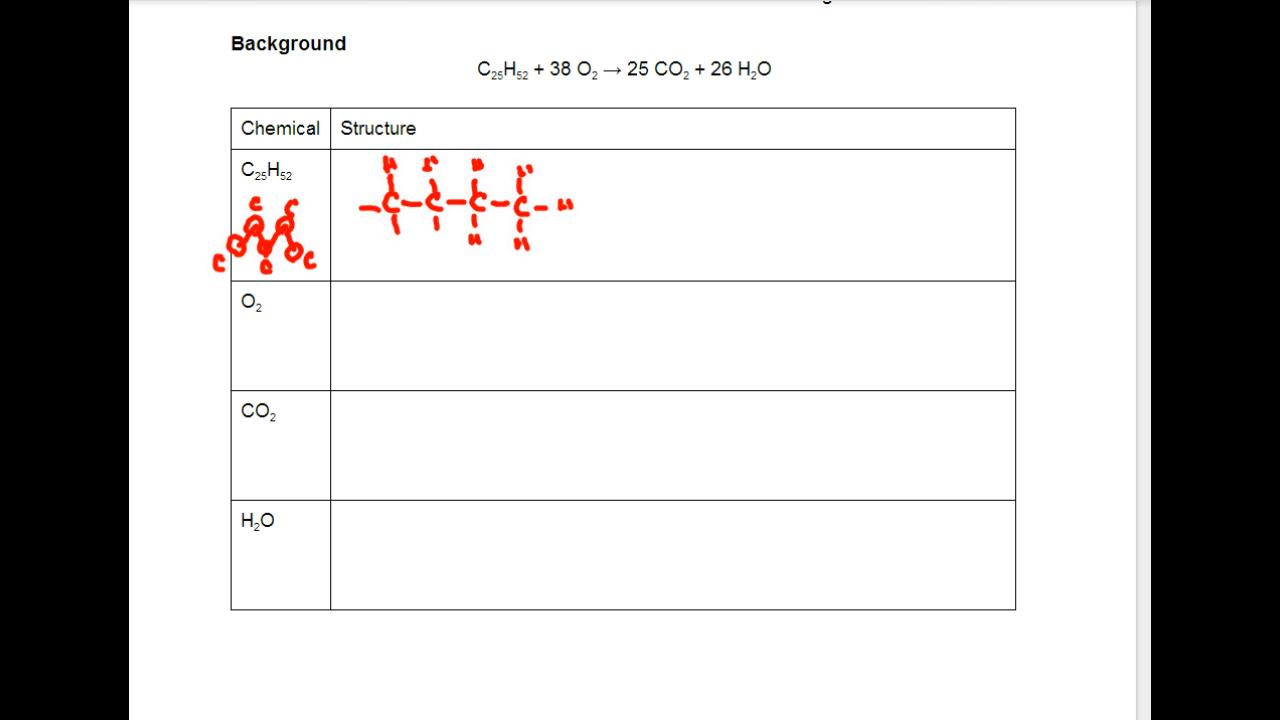 Background
C₂₅H₅₂ + 38 O₂ → 25 CO₂ + 26 H₂O
Chemical Structure
C₂₅H₅₂
H H
C C C C H
H H
C C
C C C
O₂
CO₂
H₂O